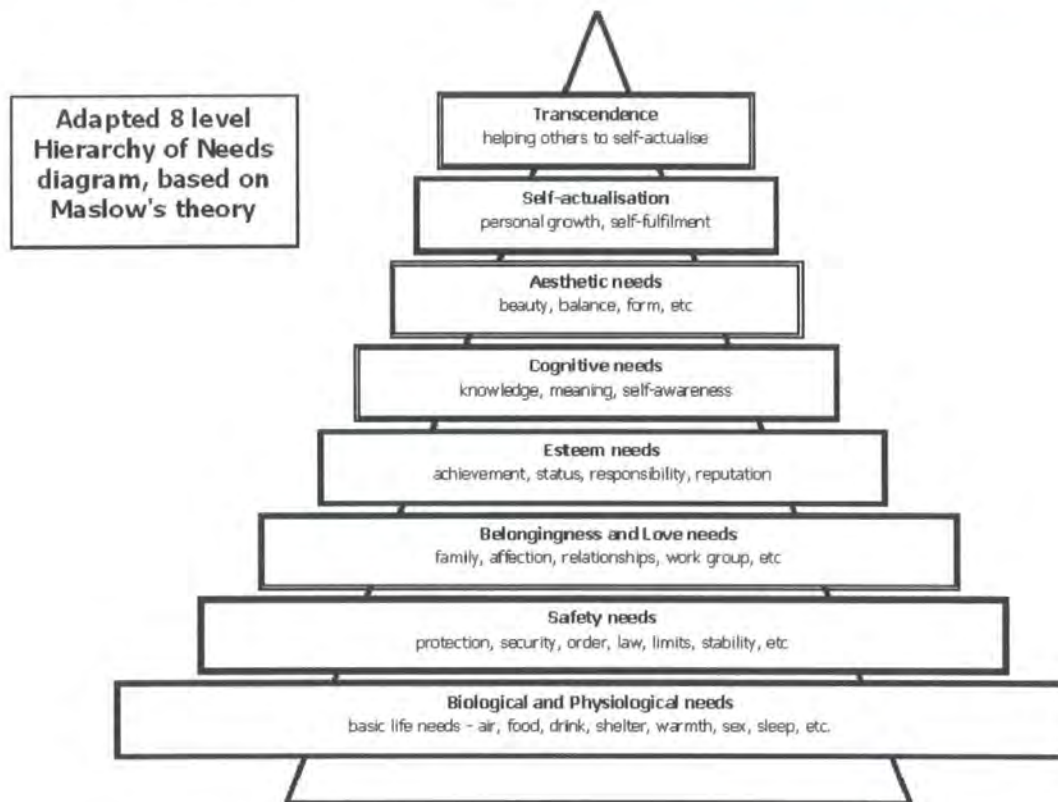 Adapted 8 level
Hierarchy of Needs
diagram, based on
Maslow's theory
Transcendence
helping others to self-actualise
Self-actualisation
personal growth, self-fulfilment
Aesthetic needs
beauty, balance, form, etc
Cognitive needs
knowledge, meaning, self-awareness
Esteem needs
achievement, status, responsibility, reputation
Belongingness and Love needs
family, affection, relationships, work group, etc
Safety needs
protection, security, order, law, limits, stability, etc
Biological and Physiological needs
basic life needs - air, food, drink, shelter, warmth, sex, sleep, etc.